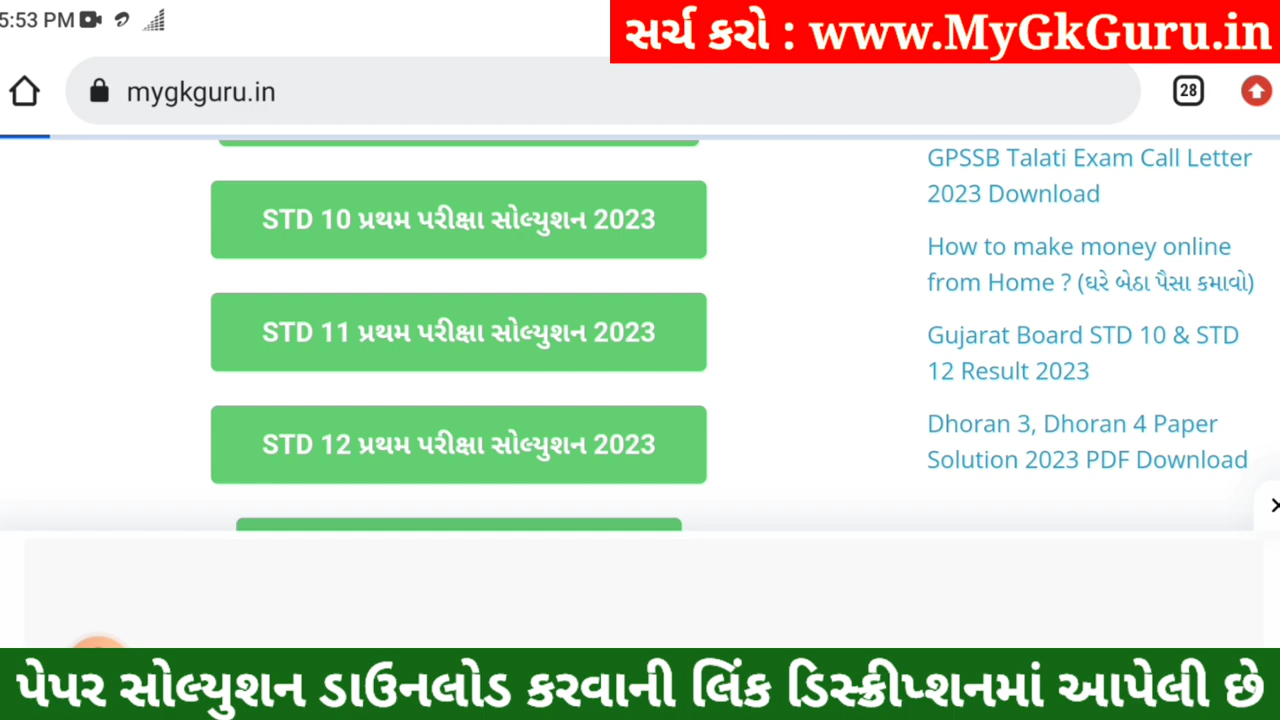 5:53 PM
સર્ચ કરો : www.MyGkGuru.in
mygkguru.in
28
STD 10 પ્રથમ પરીક્ષા સોલ્યુશન 2023
STD 11 પ્રથમ પરીક્ષા સોલ્યુશન 2023
STD 12 પ્રથમ પરીક્ષા સોલ્યુશન 2023
GPSSB Talati Exam Call Letter
2023 Download
How to make money online
from Home ? (ઘરે બેઠા પૈસા કમાવો)
Gujarat Board STD 10 & STD
12 Result 2023
Dhoran 3, Dhoran 4 Paper
Solution 2023 PDF Download
પેપર સોલ્યુશન ડાઉનલોડ કરવાની લિંક ડિસ્ક્રીપ્શનમાં આપેલી છે